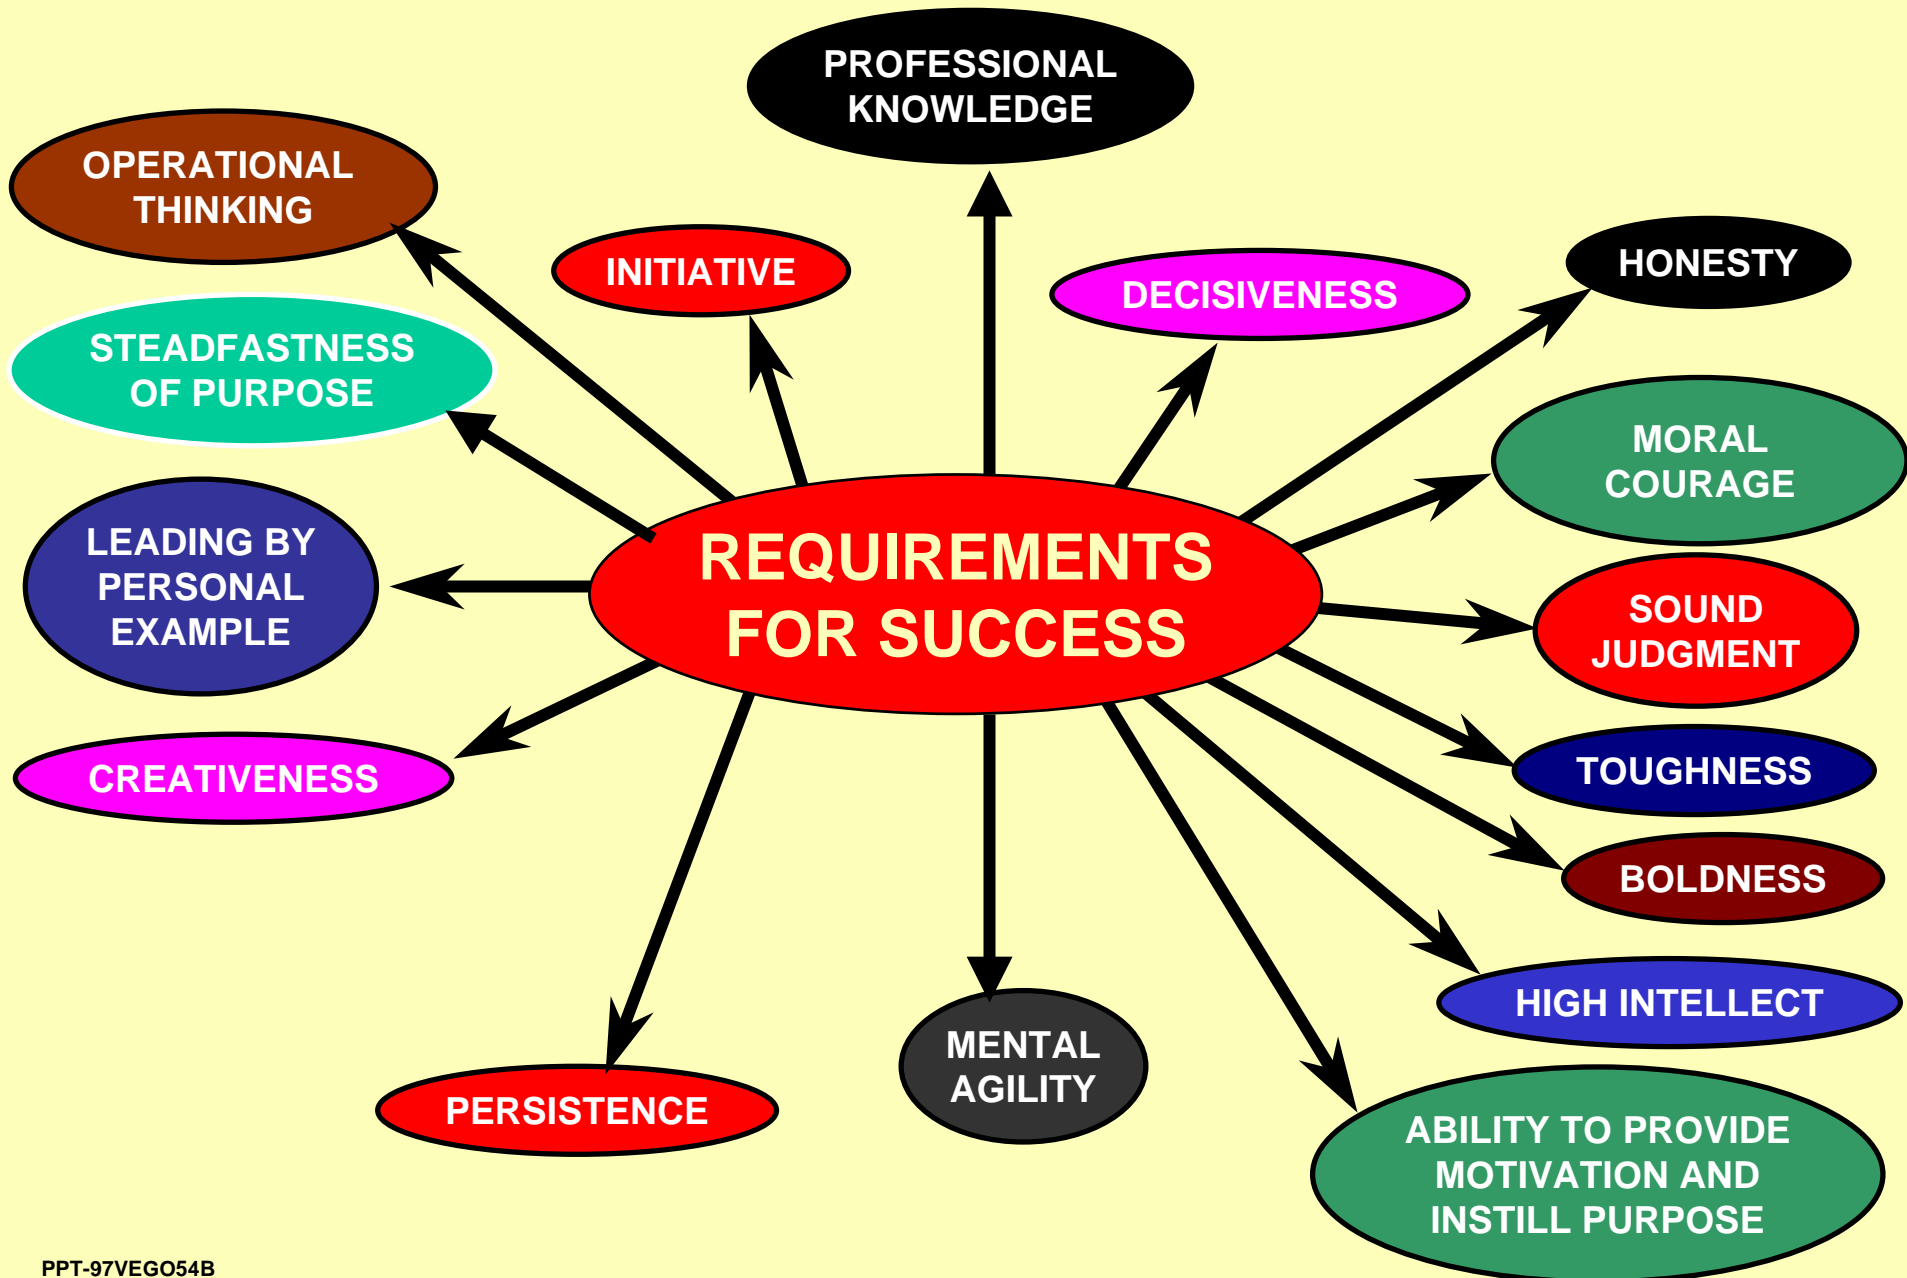 PROFESSIONAL
KNOWLEDGE
OPERATIONAL
THINKING
INITIATIVE
DECISIVENESS
HONESTY
STEADFASTNESS
OF PURPOSE
MORAL
COURAGE
LEADING BY
PERSONAL
EXAMPLE
REQUIREMENTS
FOR SUCCESS
SOUND
JUDGMENT
CREATIVENESS
TOUGHNESS
BOLDNESS
HIGH INTELLECT
PERSISTENCE
MENTAL
AGILITY
ABILITY TO PROVIDE
MOTIVATION AND
INSTILL PURPOSE
PPT-97VEGO54B